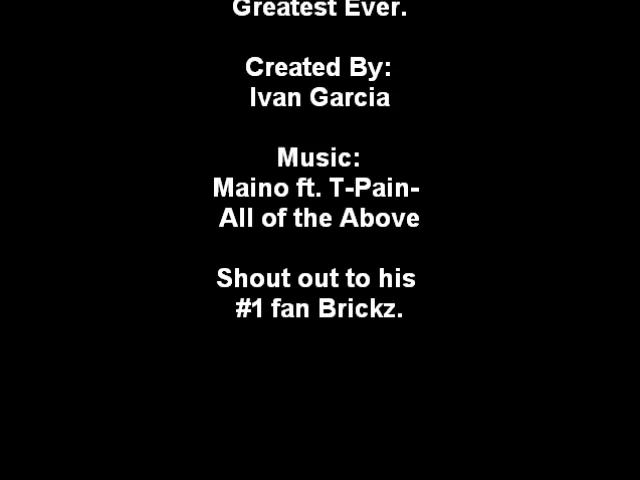 Greatest Ever.
Created By:
Ivan Garcia
Music:
Maino ft. T-Pain-
All of the Above
Shout out to his
#1 fan Brickz.